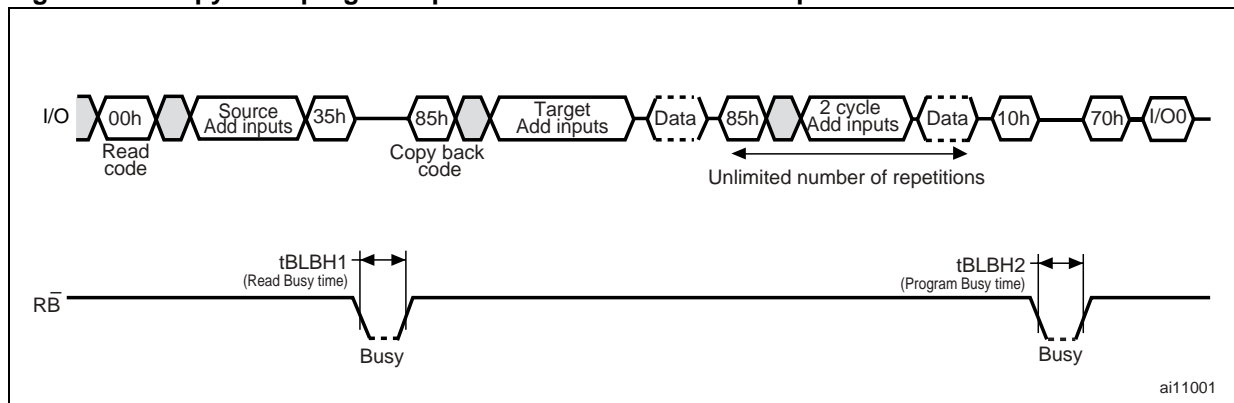 I/O 00h Source Add inputs 35h 85h Target Add inputs Data 85h 2 cycle Add inputs Data 10h 70h I/O0
Read code
Copy back code
Unlimited number of repetitions
tBLBH1
(Read Busy time)
tBLBH2
(Program Busy time)
RB̅
Busy
Busy
ai11001